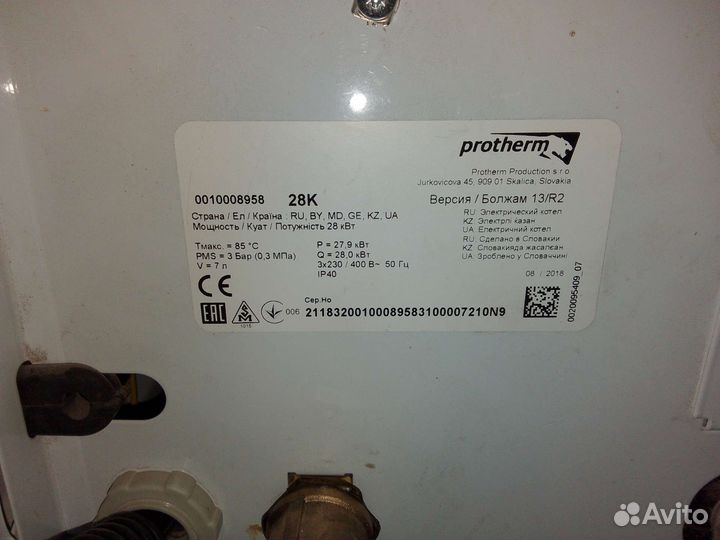 protherm
Protherm Production s r o
Jurkovicova 45, 909 01 Skalica, Slovakia
0010008958 28K
Версия / Болжам 13/R2
Страна / Ел / Країна : RU, BY, MD, GE, KZ, UA
Мощность / Куат / Потужність 28 кВт
RU: Электрический котел
KZ: Электрлі қазан
UA: Електричний котел
RU: Сделано в Словакии
KZ: Словакияда жасалған
UA: Зроблено у Словаччині
Tмакс. = 85 °C P = 27,9 кВт
PMS = 3 Бар (0,3 МПа) Q = 28,0 кВт
V = 7 л 3x230 / 400 В~ 50 Гц
IP40
08 / 2018
CE
Сер.Но
EAC 1015 006 21183200100089583100007210N9
0020095409_07
Avito